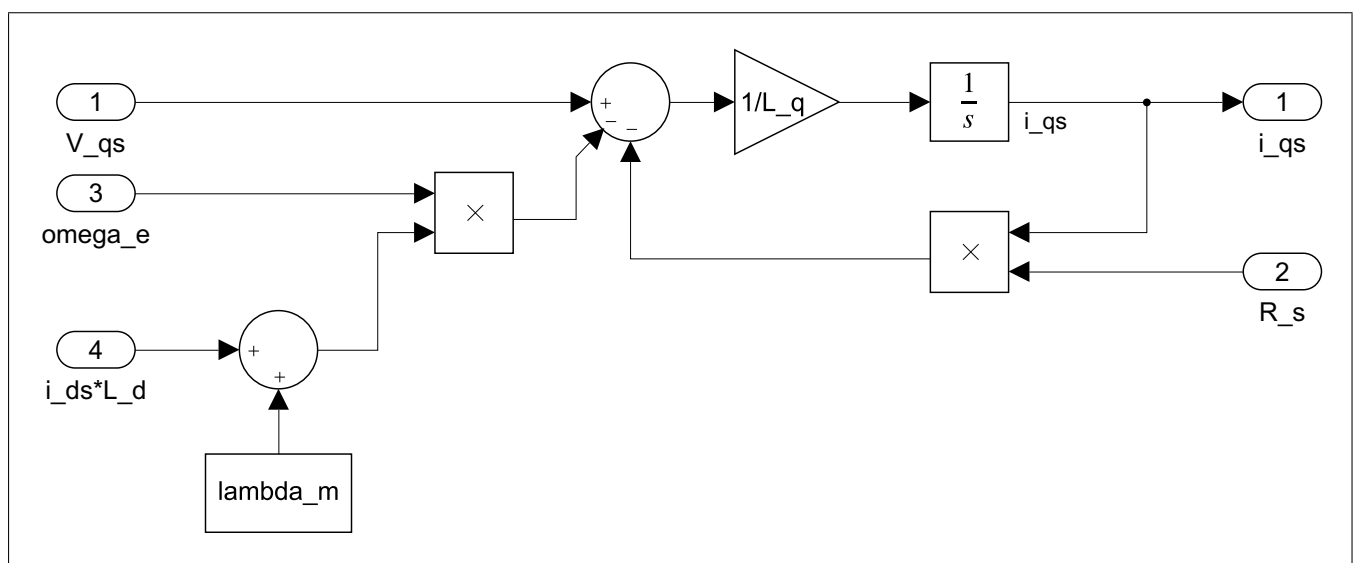 1
V_qs
+
−
−
1/L_q
1
s
i_qs
1
i_qs
3
omega_e
×
×
2
R_s
4
i_ds*L_d
+
+
lambda_m